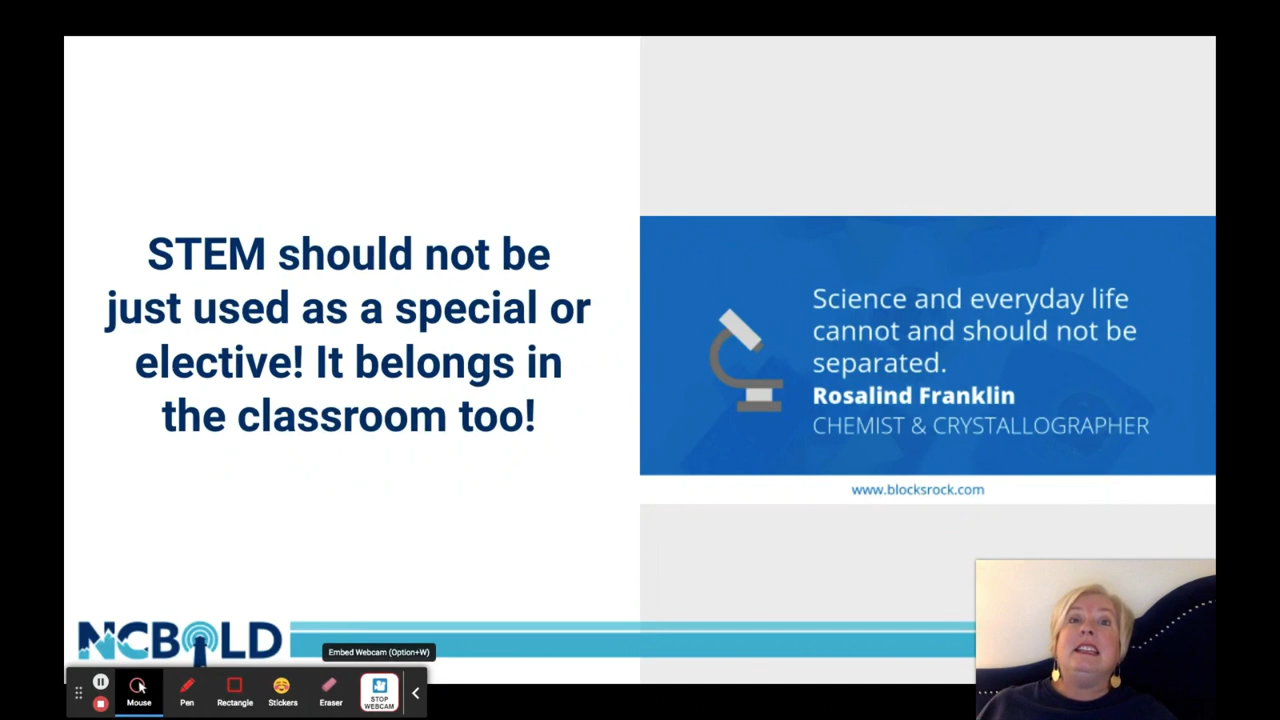 STEM should not be
just used as a special or
elective! It belongs in
the classroom too!
Science and everyday life
cannot and should not be
separated.
Rosalind Franklin
CHEMIST & CRYSTALLOGRAPHER
www.blocksrock.com
NCBOLD
Embed Webcam (Option+W)
Mouse
Pen
Rectangle
Stickers
Eraser
STOP
WEBCAM